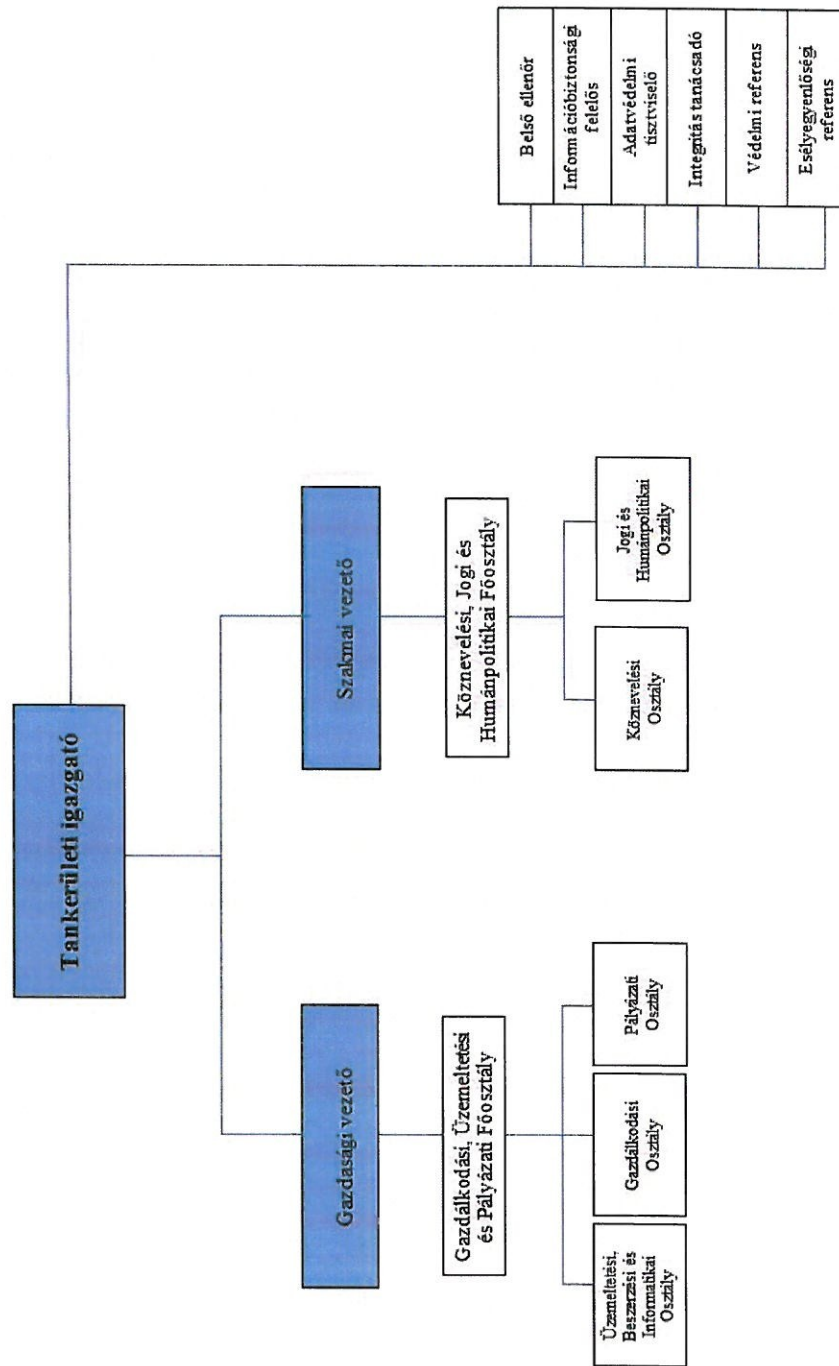 Tankerületi igazgató
Gazdasági vezető
Szakmai vezető
Gazdálkodási, Üzemeltetési
és Pályázati Főosztály
Köznevelési, Jogi és
Humánpolitikai Főosztály
Üzemeltetési,
Beszerzési és
Informatikai
Osztály
Gazdálkodási
Osztály
Pályázati
Osztály
Köznevelési
Osztály
Jogi és
Humánpolitikai
Osztály
Belső ellenőr
Információbiztonsági
felelős
Adatvédelmi
tisztviselő
Integritás tanácsadó
Védelmi referens
Esélyegyenlőségi
referens